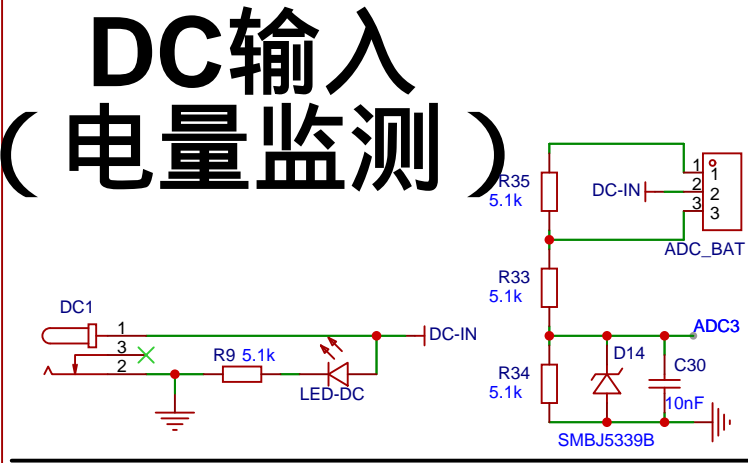 DC输入
（电量监测）
R35
5.1k
DC-IN
1
2
3
1
2
3
ADC_BAT
R33
5.1k
DC1
1
3
2
DC-IN
ADC3
R9 5.1k
LED-DC
R34
5.1k
D14
C30
10nF
SMBJ5339B